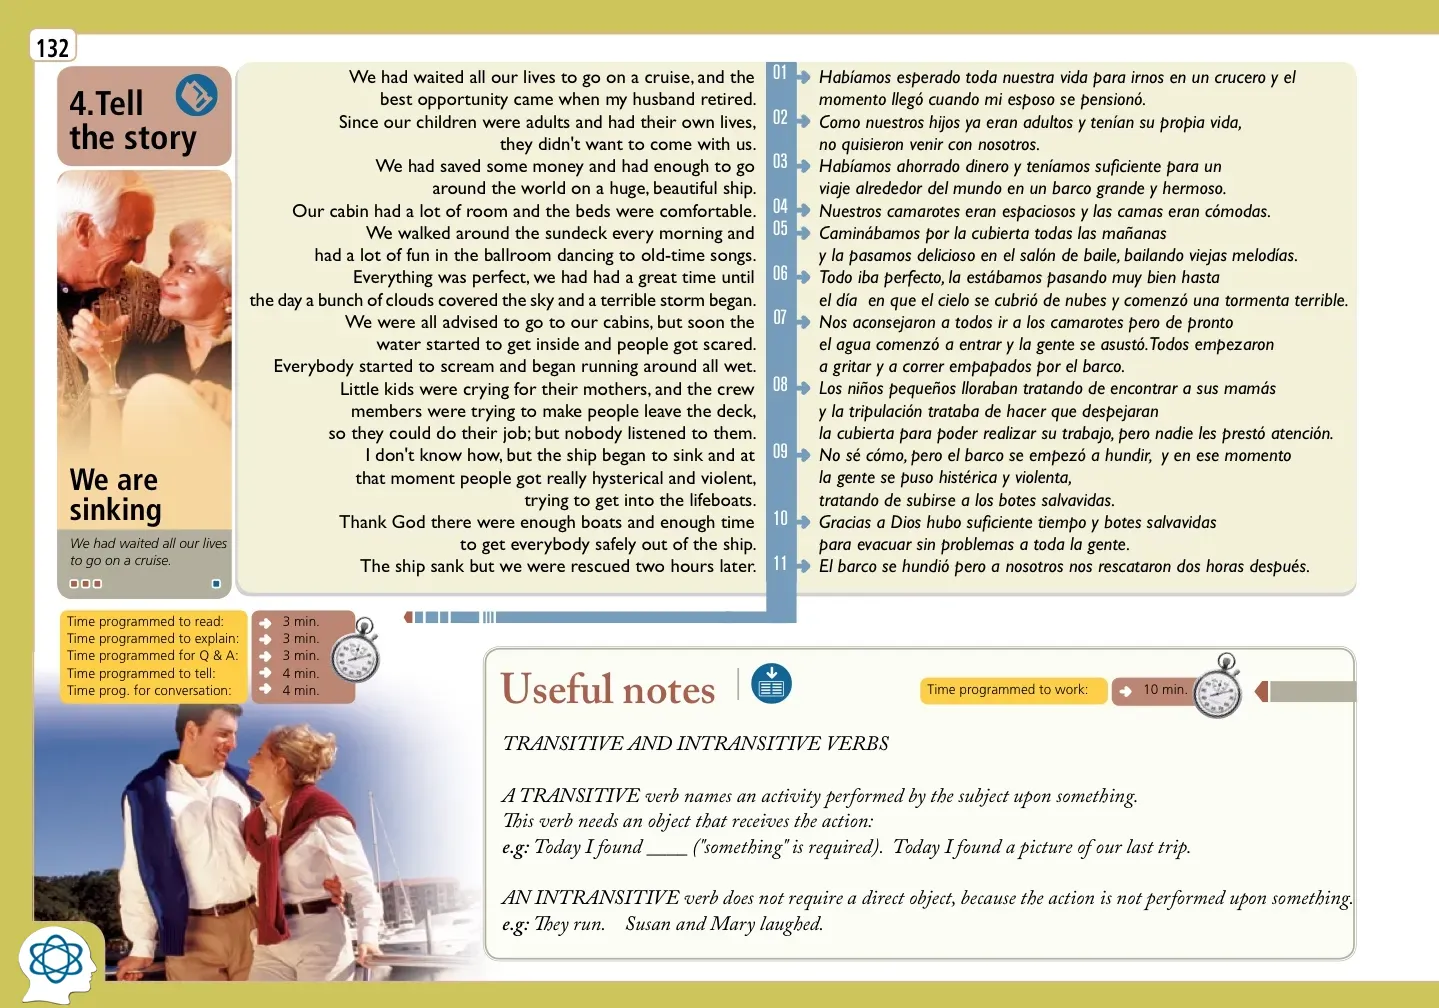 132
4.Tell
the story
We are
sinking
We had waited all our lives
to go on a cruise.
We had waited all our lives to go on a cruise, and the
best opportunity came when my husband retired.
Since our children were adults and had their own lives,
they didn't want to come with us.
We had saved some money and had enough to go
around the world on a huge, beautiful ship.
Our cabin had a lot of room and the beds were comfortable.
We walked around the sundeck every morning and
had a lot of fun in the ballroom dancing to old-time songs.
Everything was perfect, we had had a great time until
the day a bunch of clouds covered the sky and a terrible storm began.
We were all advised to go to our cabins, but soon the
water started to get inside and people got scared.
Everybody started to scream and began running around all wet.
Little kids were crying for their mothers, and the crew
members were trying to make people leave the deck,
so they could do their job; but nobody listened to them.
I don't know how, but the ship began to sink and at
that moment people got really hysterical and violent,
trying to get into the lifeboats.
Thank God there were enough boats and enough time
to get everybody safely out of the ship.
The ship sank but we were rescued two hours later.
01
02
03
04
05
06
07
08
09
10
11
Habíamos esperado toda nuestra vida para irnos en un crucero y el
momento llegó cuando mi esposo se pensionó.
Como nuestros hijos ya eran adultos y tenían su propia vida,
no quisieron venir con nosotros.
Habíamos ahorrado dinero y teníamos suficiente para un
viaje alrededor del mundo en un barco grande y hermoso.
Nuestros camarotes eran espaciosos y las camas eran cómodas.
Caminábamos por la cubierta todas las mañanas
y la pasamos delicioso en el salón de baile, bailando viejas melodías.
Todo iba perfecto, la estábamos pasando muy bien hasta
el día en que el cielo se cubrió de nubes y comenzó una tormenta terrible.
Nos aconsejaron a todos ir a los camarotes pero de pronto
el agua comenzó a entrar y la gente se asustó. Todos empezaron
a gritar y a correr empapados por el barco.
Los niños pequeños lloraban tratando de encontrar a sus mamás
y la tripulación trataba de hacer que despejaran
la cubierta para poder realizar su trabajo, pero nadie les prestó atención.
No sé cómo, pero el barco se empezó a hundir, y en ese momento
la gente se puso histérica y violenta,
tratando de subirse a los botes salvavidas.
Gracias a Dios hubo suficiente tiempo y botes salvavidas
para evacuar sin problemas a toda la gente.
El barco se hundió pero a nosotros nos rescataron dos horas después.
Time programmed to read: 3 min.
Time programmed to explain: 3 min.
Time programmed for Q & A: 3 min.
Time programmed to tell: 4 min.
Time prog. for conversation: 4 min.
Useful notes
Time programmed to work: 10 min.
TRANSITIVE AND INTRANSITIVE VERBS
A TRANSITIVE verb names an activity performed by the subject upon something.
This verb needs an object that receives the action:
e.g: Today I found ____ ("something" is required). Today I found a picture of our last trip.
AN INTRANSITIVE verb does not require a direct object, because the action is not performed upon something.
e.g: They run. Susan and Mary laughed.